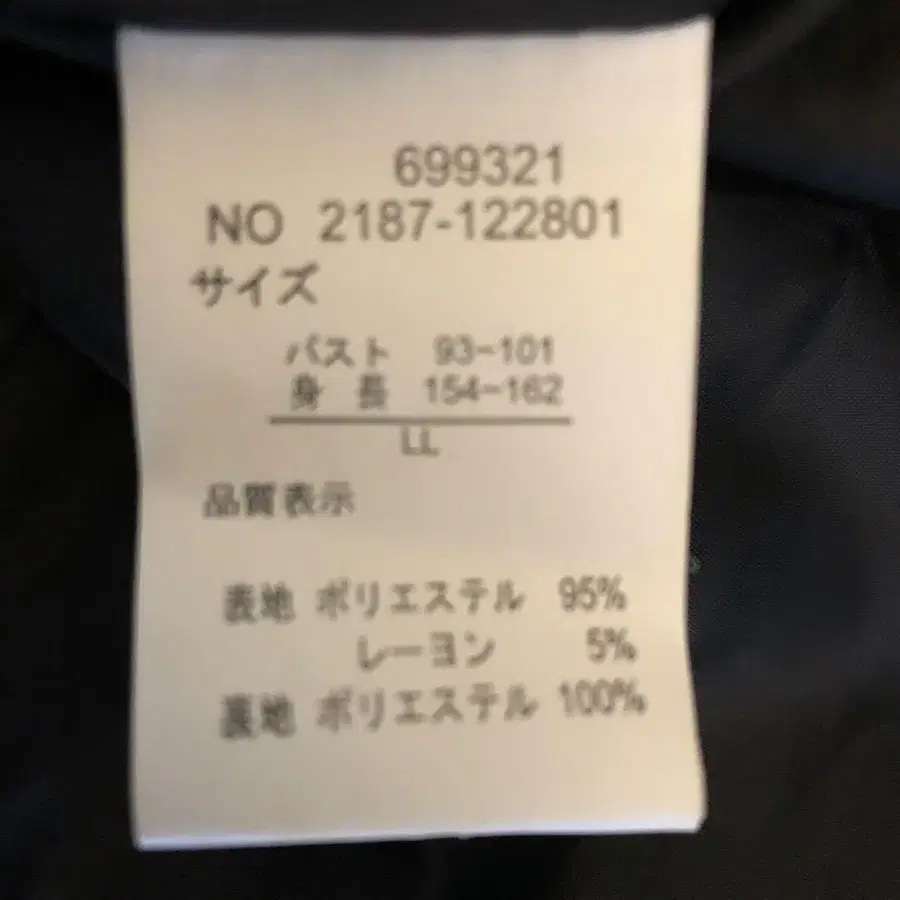 699321
NO 2187-122801
サイズ
バスト 93-101
身長 154-162
LL
品質表示
表地 ポリエステル 95%
レーヨン 5%
裏地 ポリエステル 100%